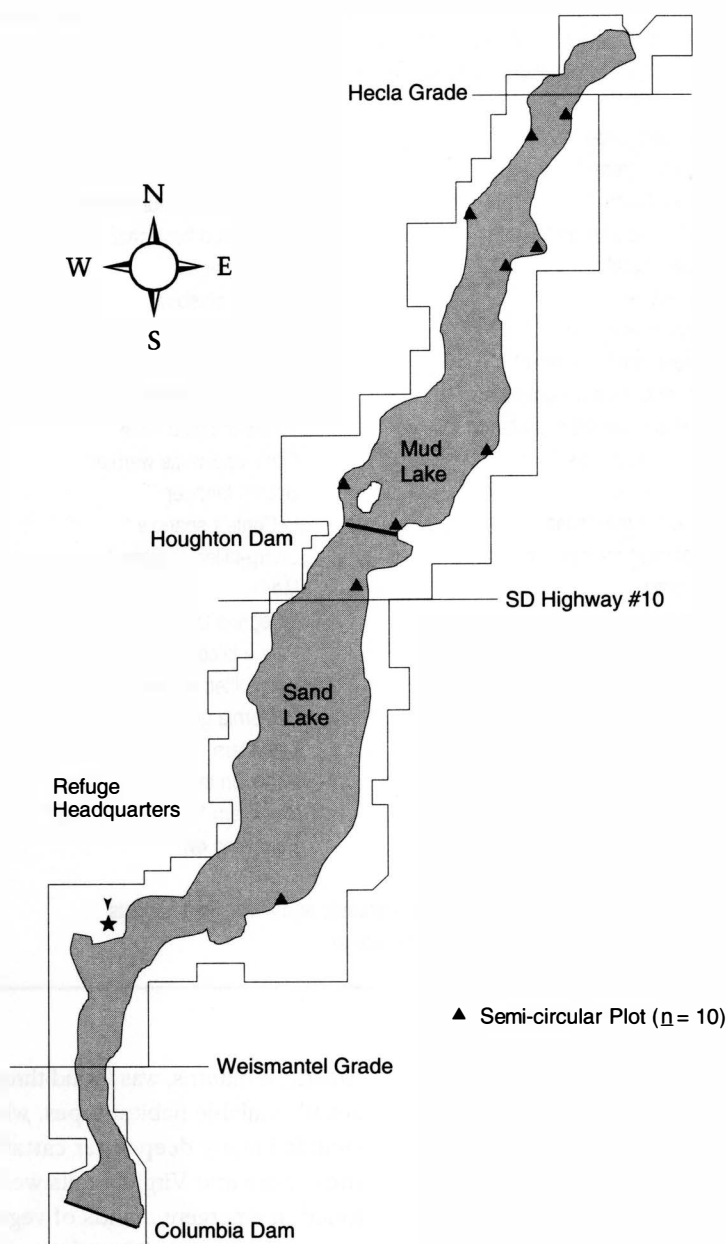 Hecla Grade
N
W
E
S
Mud
Lake
Houghton Dam
SD Highway #10
Sand
Lake
Refuge
Headquarters
▲ Semi-circular Plot (n = 10)
Weismantel Grade
Columbia Dam